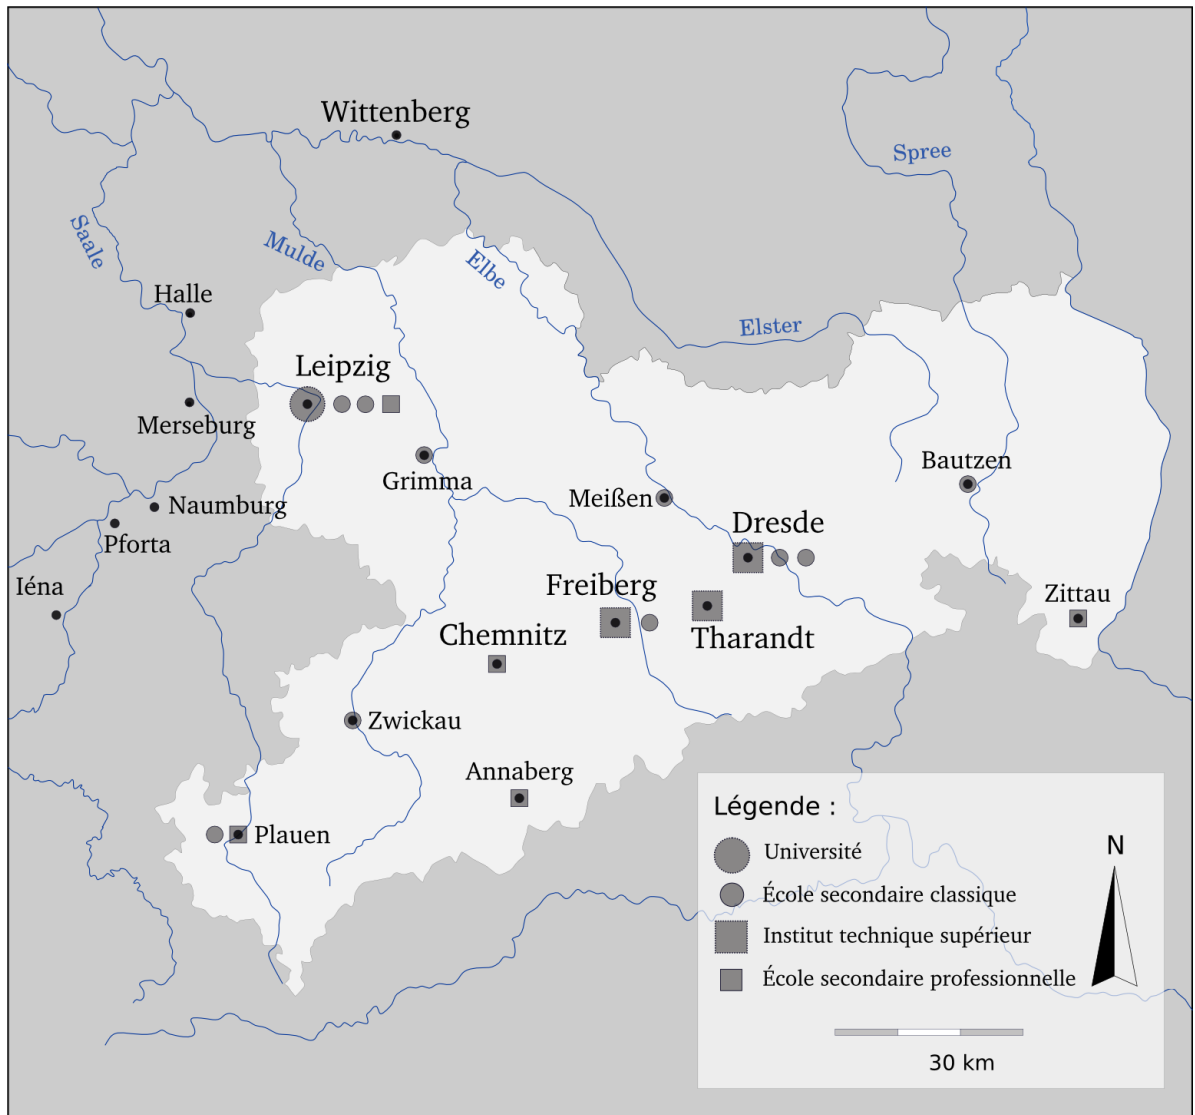 Wittenberg
Spree
Saale
Mulde
Elbe
Halle
Elster
Leipzig
Merseburg
Bautzen
Grimma
Meißen
Naumburg
Dresde
Pforta
Iéna
Freiberg
Zittau
Chemnitz
Tharandt
Zwickau
Annaberg
Plauen
Légende :
Université
École secondaire classique
Institut technique supérieur
École secondaire professionnelle
N
30 km